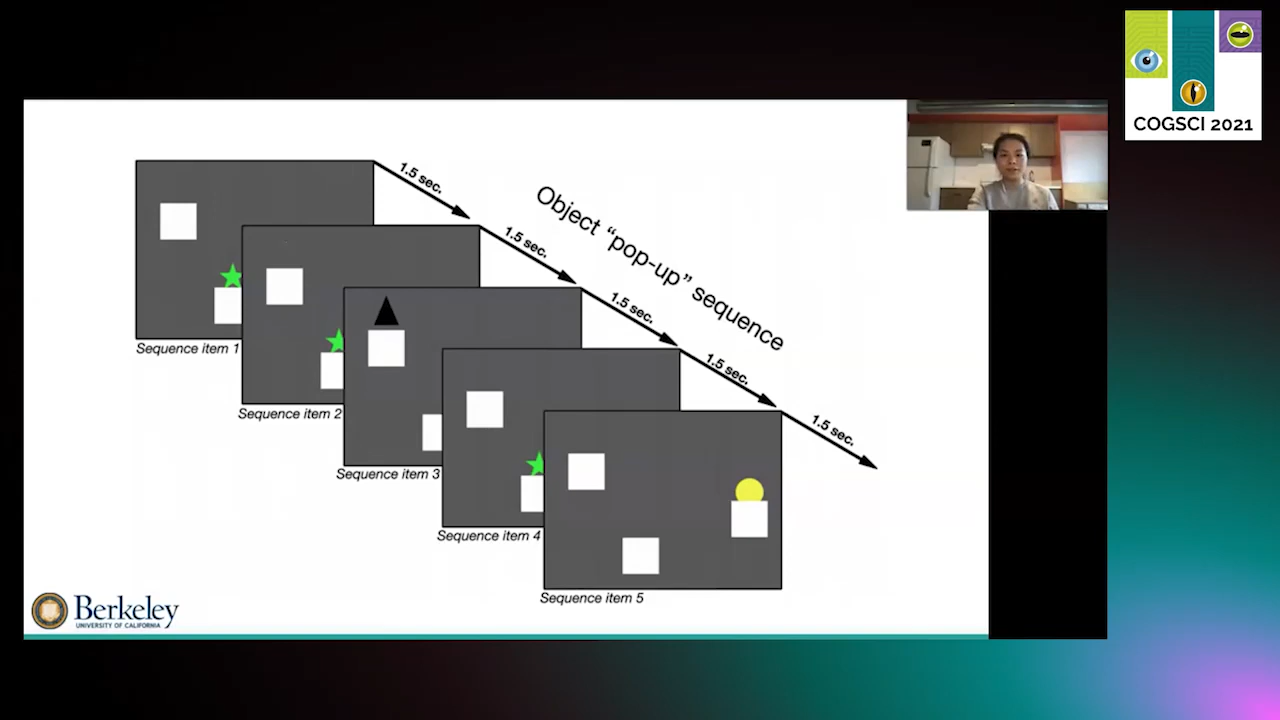 COGSCI 2021
1.5 sec.
1.5 sec.
1.5 sec.
1.5 sec.
1.5 sec.
Object “pop-up” sequence
Sequence item 1
Sequence item 2
Sequence item 3
Sequence item 4
Sequence item 5
Berkeley
UNIVERSITY OF CALIFORNIA